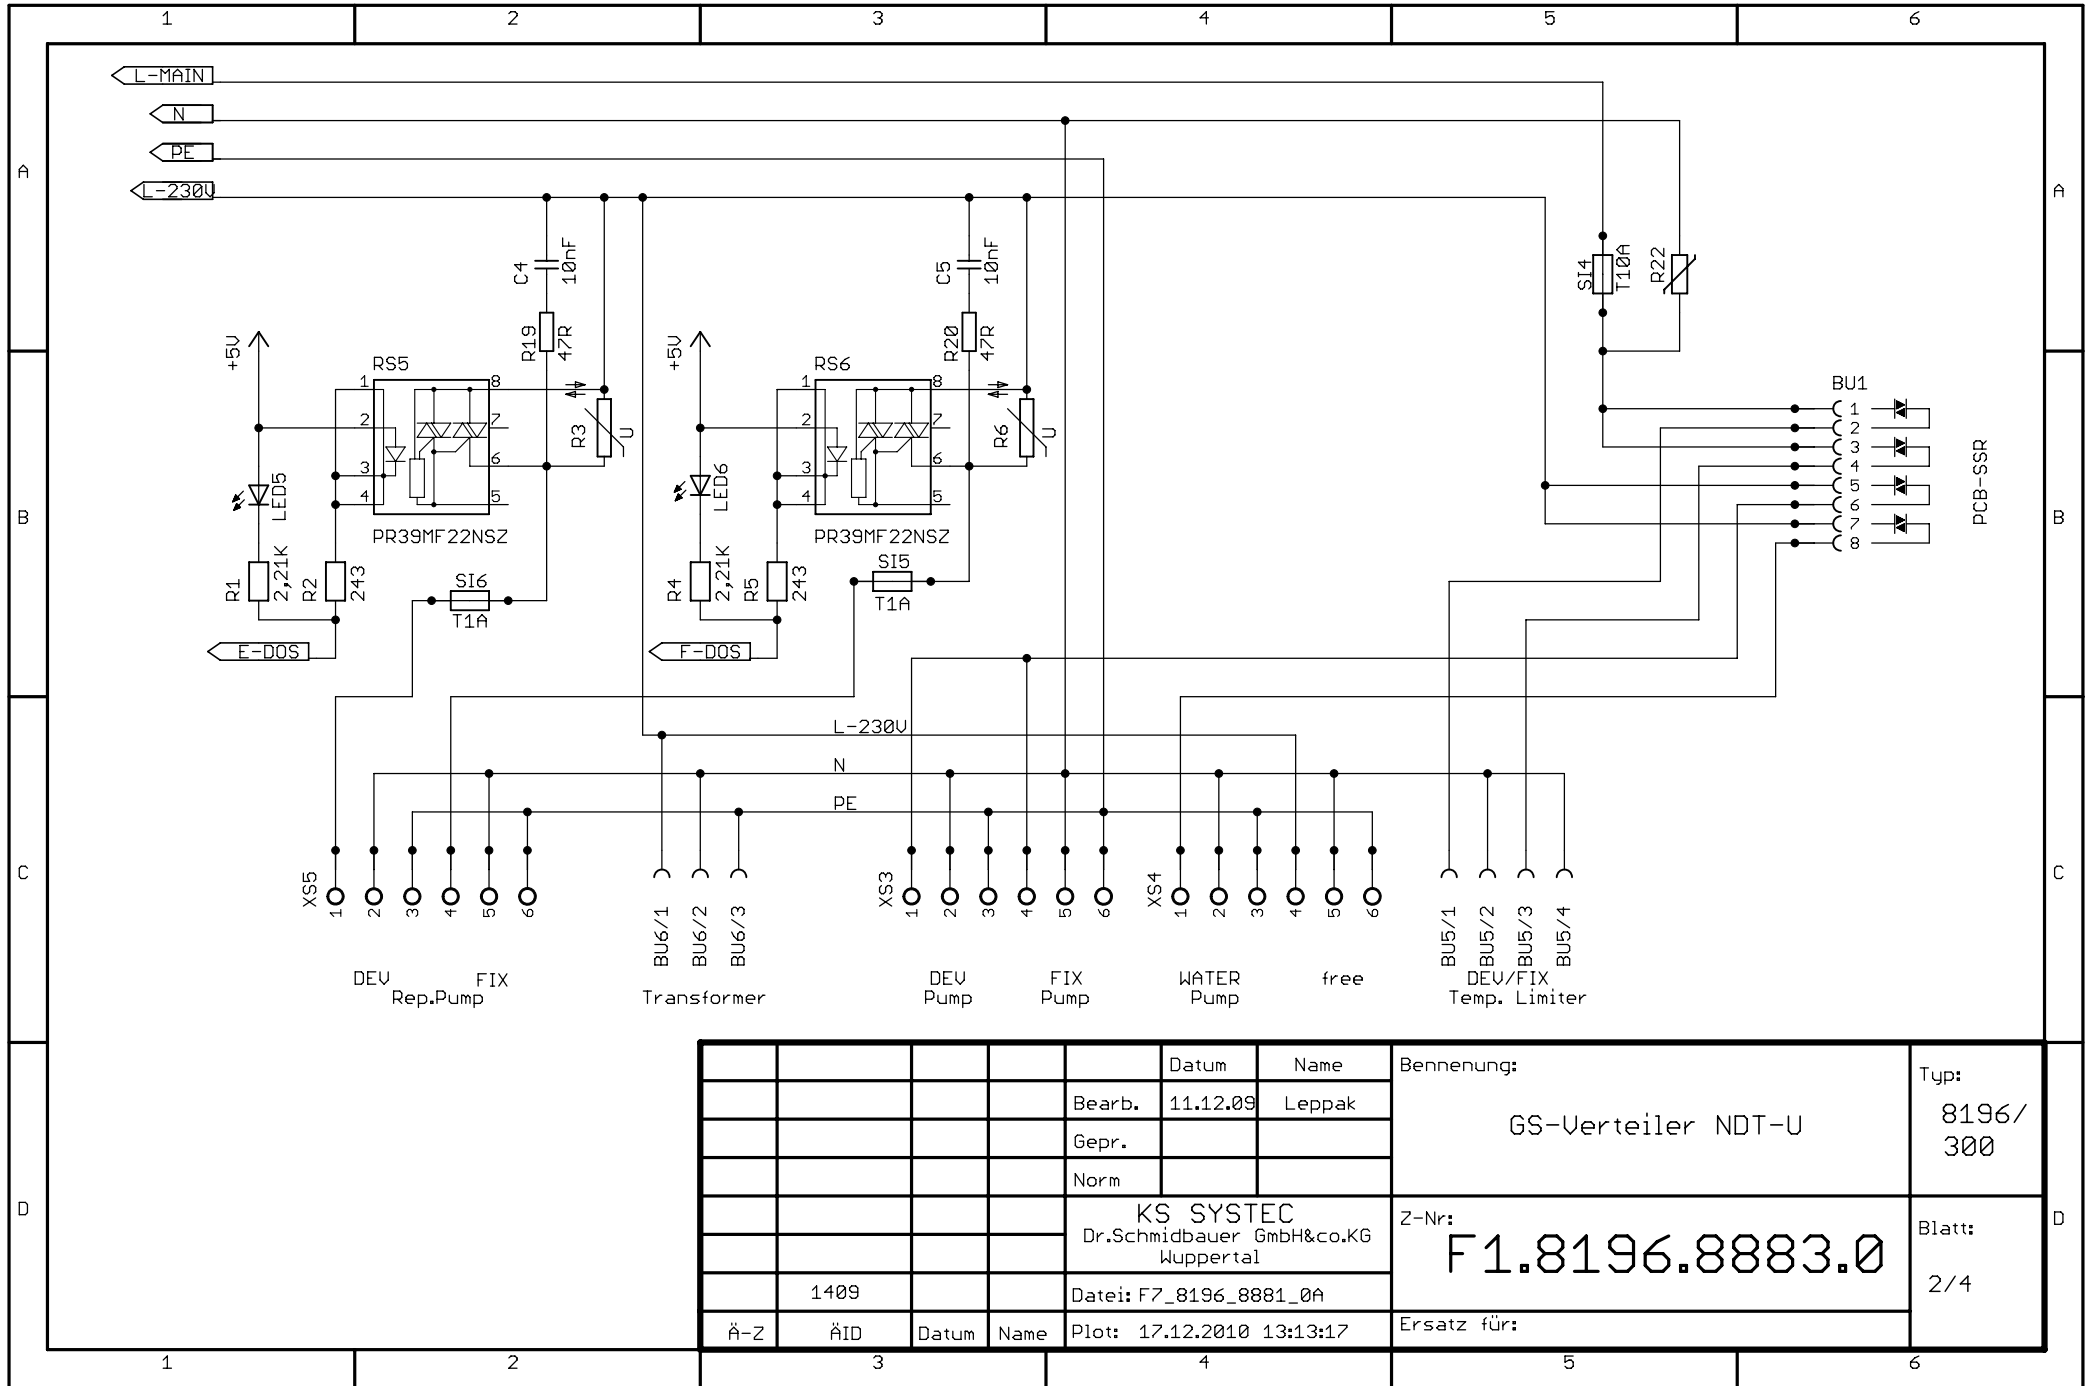 1 2 3 4 5 6
L-MAIN
N
PE
L-230V
A A
C4 10nF
C5 10nF
SI4 T10A
R22
R19 47R
R20 47R
+5V
RS5
+5V
RS6
BU1
1 8
2 7
3 6
4 5
R3 U
1 8
2 7
3 6
4 5
R6 U
1
2
3
4
5
6
7
8
PCB-SSR
LED5
LED6
B B
PR39MF22NSZ
PR39MF22NSZ
R1 2,21K
R2 243
SI6
T1A
R4 2,21K
R5 243
SI5
T1A
E-DOS
F-DOS
L-230V
N
PE
C C
XS5 1 2 3 4 5 6
BU6/1 BU6/2 BU6/3
XS3 1 2 3 4 5 6
XS4 1 2 3 4 5 6
BU5/1 BU5/2 BU5/3 BU5/4
DEV FIX
Rep.Pump
Transformer
DEV
Pump
FIX
Pump
WATER
Pump
free
DEV/FIX
Temp. Limiter
Datum Name
Bearb. 11.12.09 Leppak
Gepr.
Norm
Bennenung:
GS-Verteiler NDT-U
Typ:
8196/
300
D D
KS SYSTEC
Dr.Schmidbauer GmbH&co.KG
Wuppertal
Z-Nr:
F1.8196.8883.0
Blatt:
2/4
1409
Datei: F7_8196_8881_0A
Ä-Z ÄID Datum Name
Plot: 17.12.2010 13:13:17
Ersatz für:
1 2 3 4 5 6